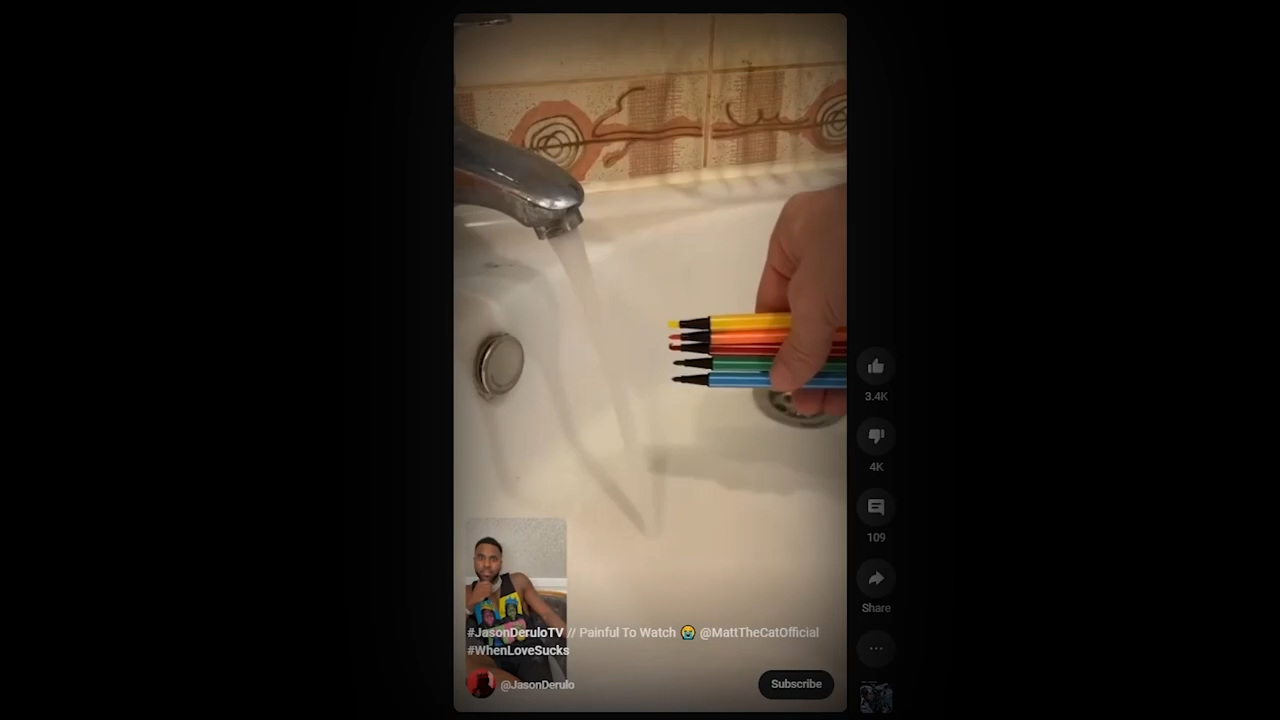 3.4K
4K
109
Share
#JasonDeruloTV // Painful To Watch 😭 @MattTheCatOfficial
#WhenLoveSucks
@JasonDerulo
Subscribe